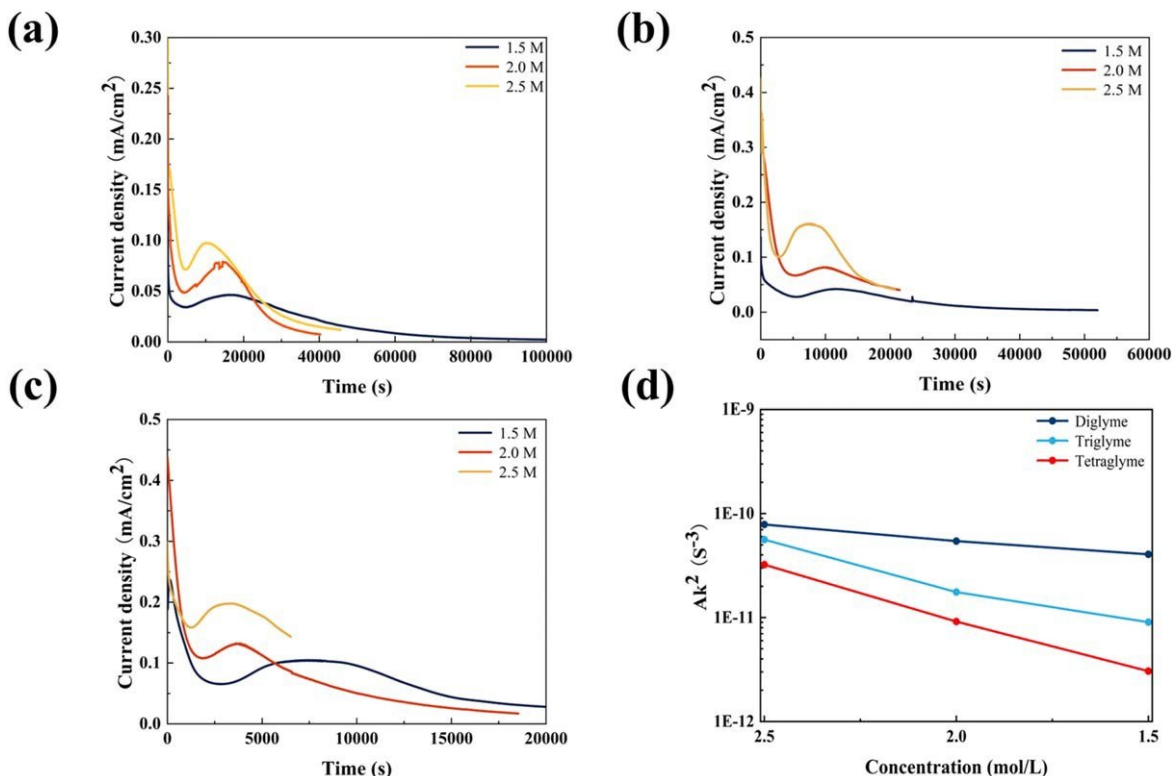 (a)
0.30
0.25
0.20
0.15
0.10
0.05
0.00
Current density (mA/cm²)
1.5 M
2.0 M
2.5 M
0 20000 40000 60000 80000 100000
Time (s)
(b)
0.5
0.4
0.3
0.2
0.1
0.0
Current density (mA/cm²)
1.5 M
2.0 M
2.5 M
0 10000 20000 30000 40000 50000 60000
Time (s)
(c)
0.5
0.4
0.3
0.2
0.1
0.0
Current density (mA/cm²)
1.5 M
2.0 M
2.5 M
0 5000 10000 15000 20000
Time (s)
(d)
1E-9
1E-10
1E-11
1E-12
Ak² (S⁻³)
Diglyme
Triglyme
Tetraglyme
2.5 2.0 1.5
Concentration (mol/L)